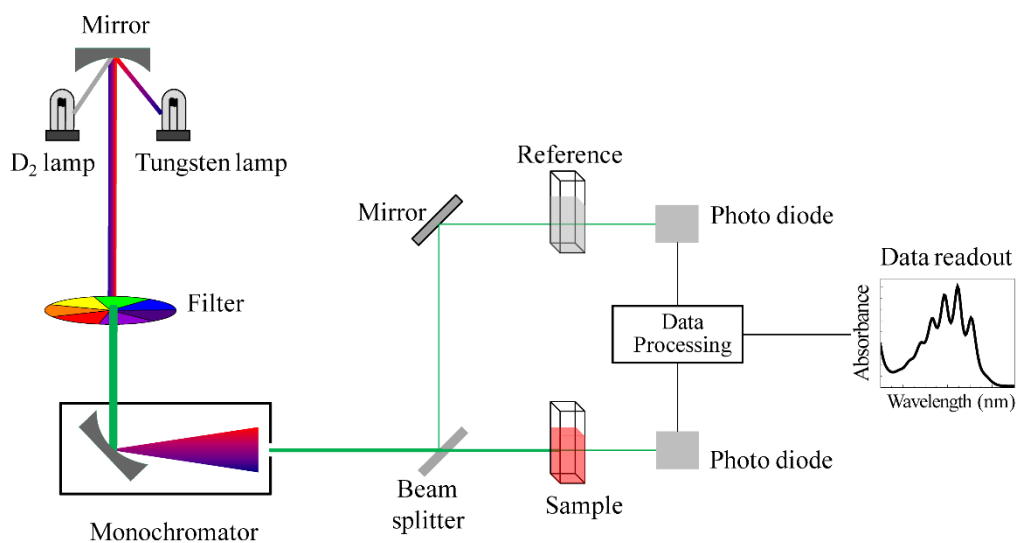 Mirror
D₂ lamp
Tungsten lamp
Reference
Mirror
Photo diode
Data readout
Filter
Data
Processing
Absorbance
Wavelength (nm)
Beam
splitter
Sample
Photo diode
Monochromator